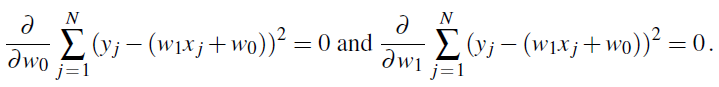 ∂/∂w₀ ∑_{j=1}^{N} (y_j − (w₁x_j + w₀))² = 0 and ∂/∂w₁ ∑_{j=1}^{N} (y_j − (w₁x_j + w₀))² = 0.